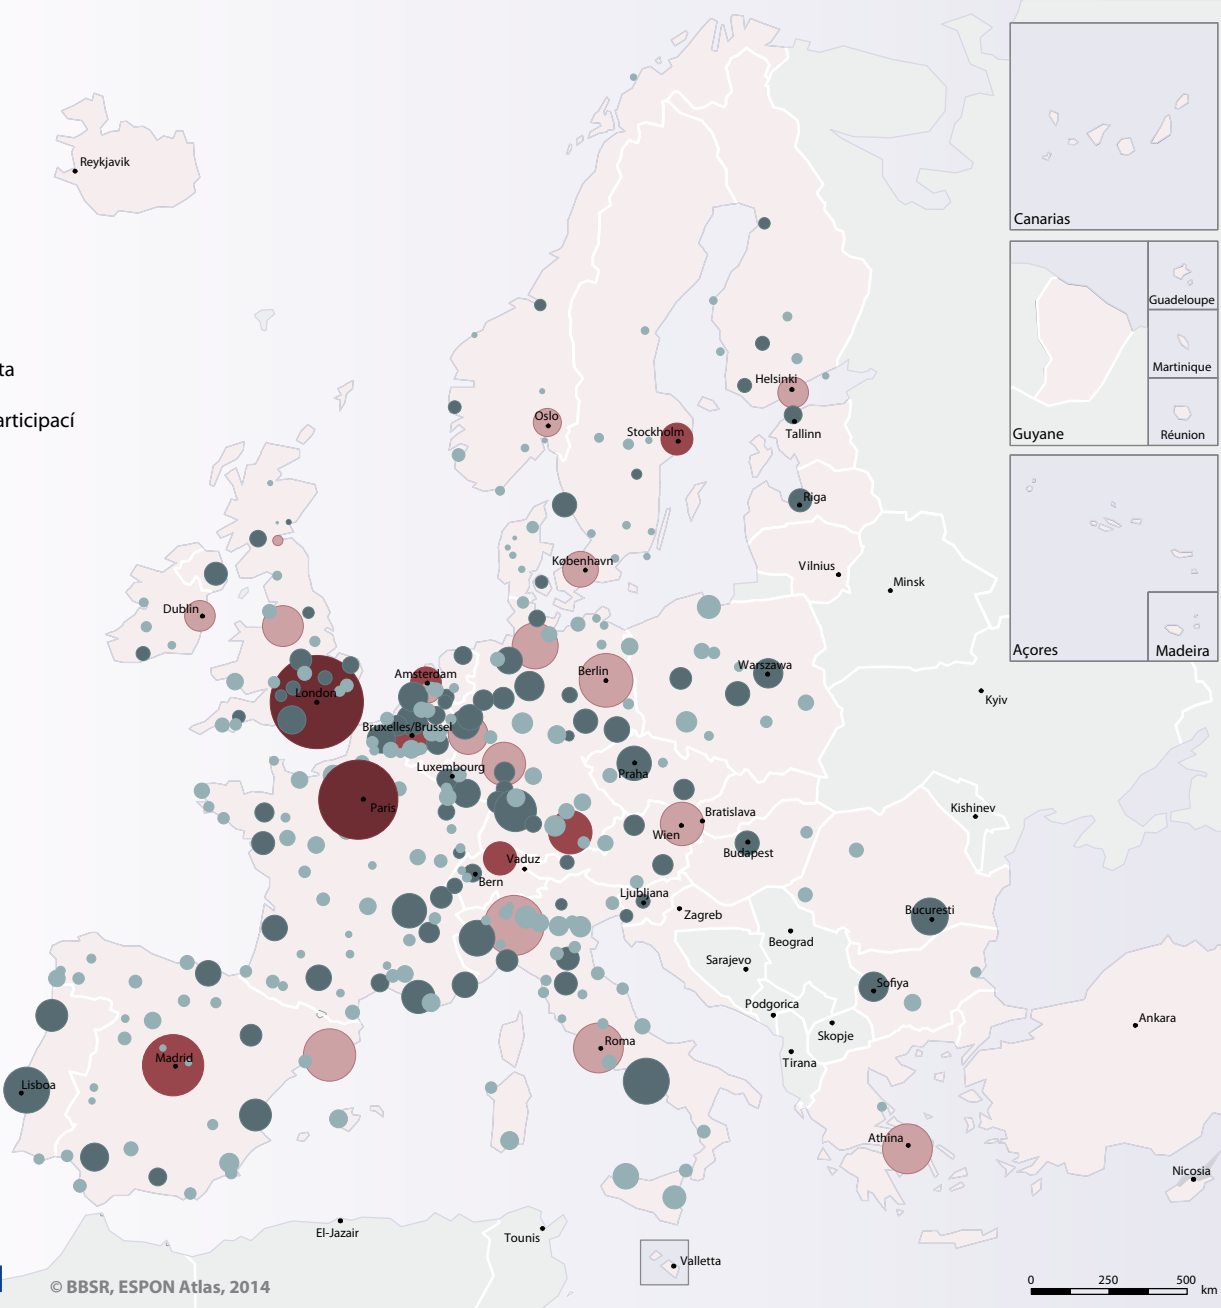 Reykjavik
Canarias
Guadeloupe
Martinique
Guyane
Réunion
ta
articipací
Helsinki
Oslo
Stockholm
Tallinn
Riga
Açores
Madeira
København
Vilnius
Minsk
Dublin
Amsterdam
Berlin
Warszawa
London
Kyiv
Bruxelles/Brussel
Luxembourg
Praha
Paris
Bratislava
Wien
Kishinev
Budapest
Vaduz
Bern
Ljubljana
Zagreb
Bucuresti
Beograd
Sarajevo
Sofiya
Podgorica
Skopje
Ankara
Roma
Tirana
Madrid
Lisboa
Athina
Nicosia
El-Jazair
Tounis
Valletta
© BBSR, ESPON Atlas, 2014
0 250 500
km